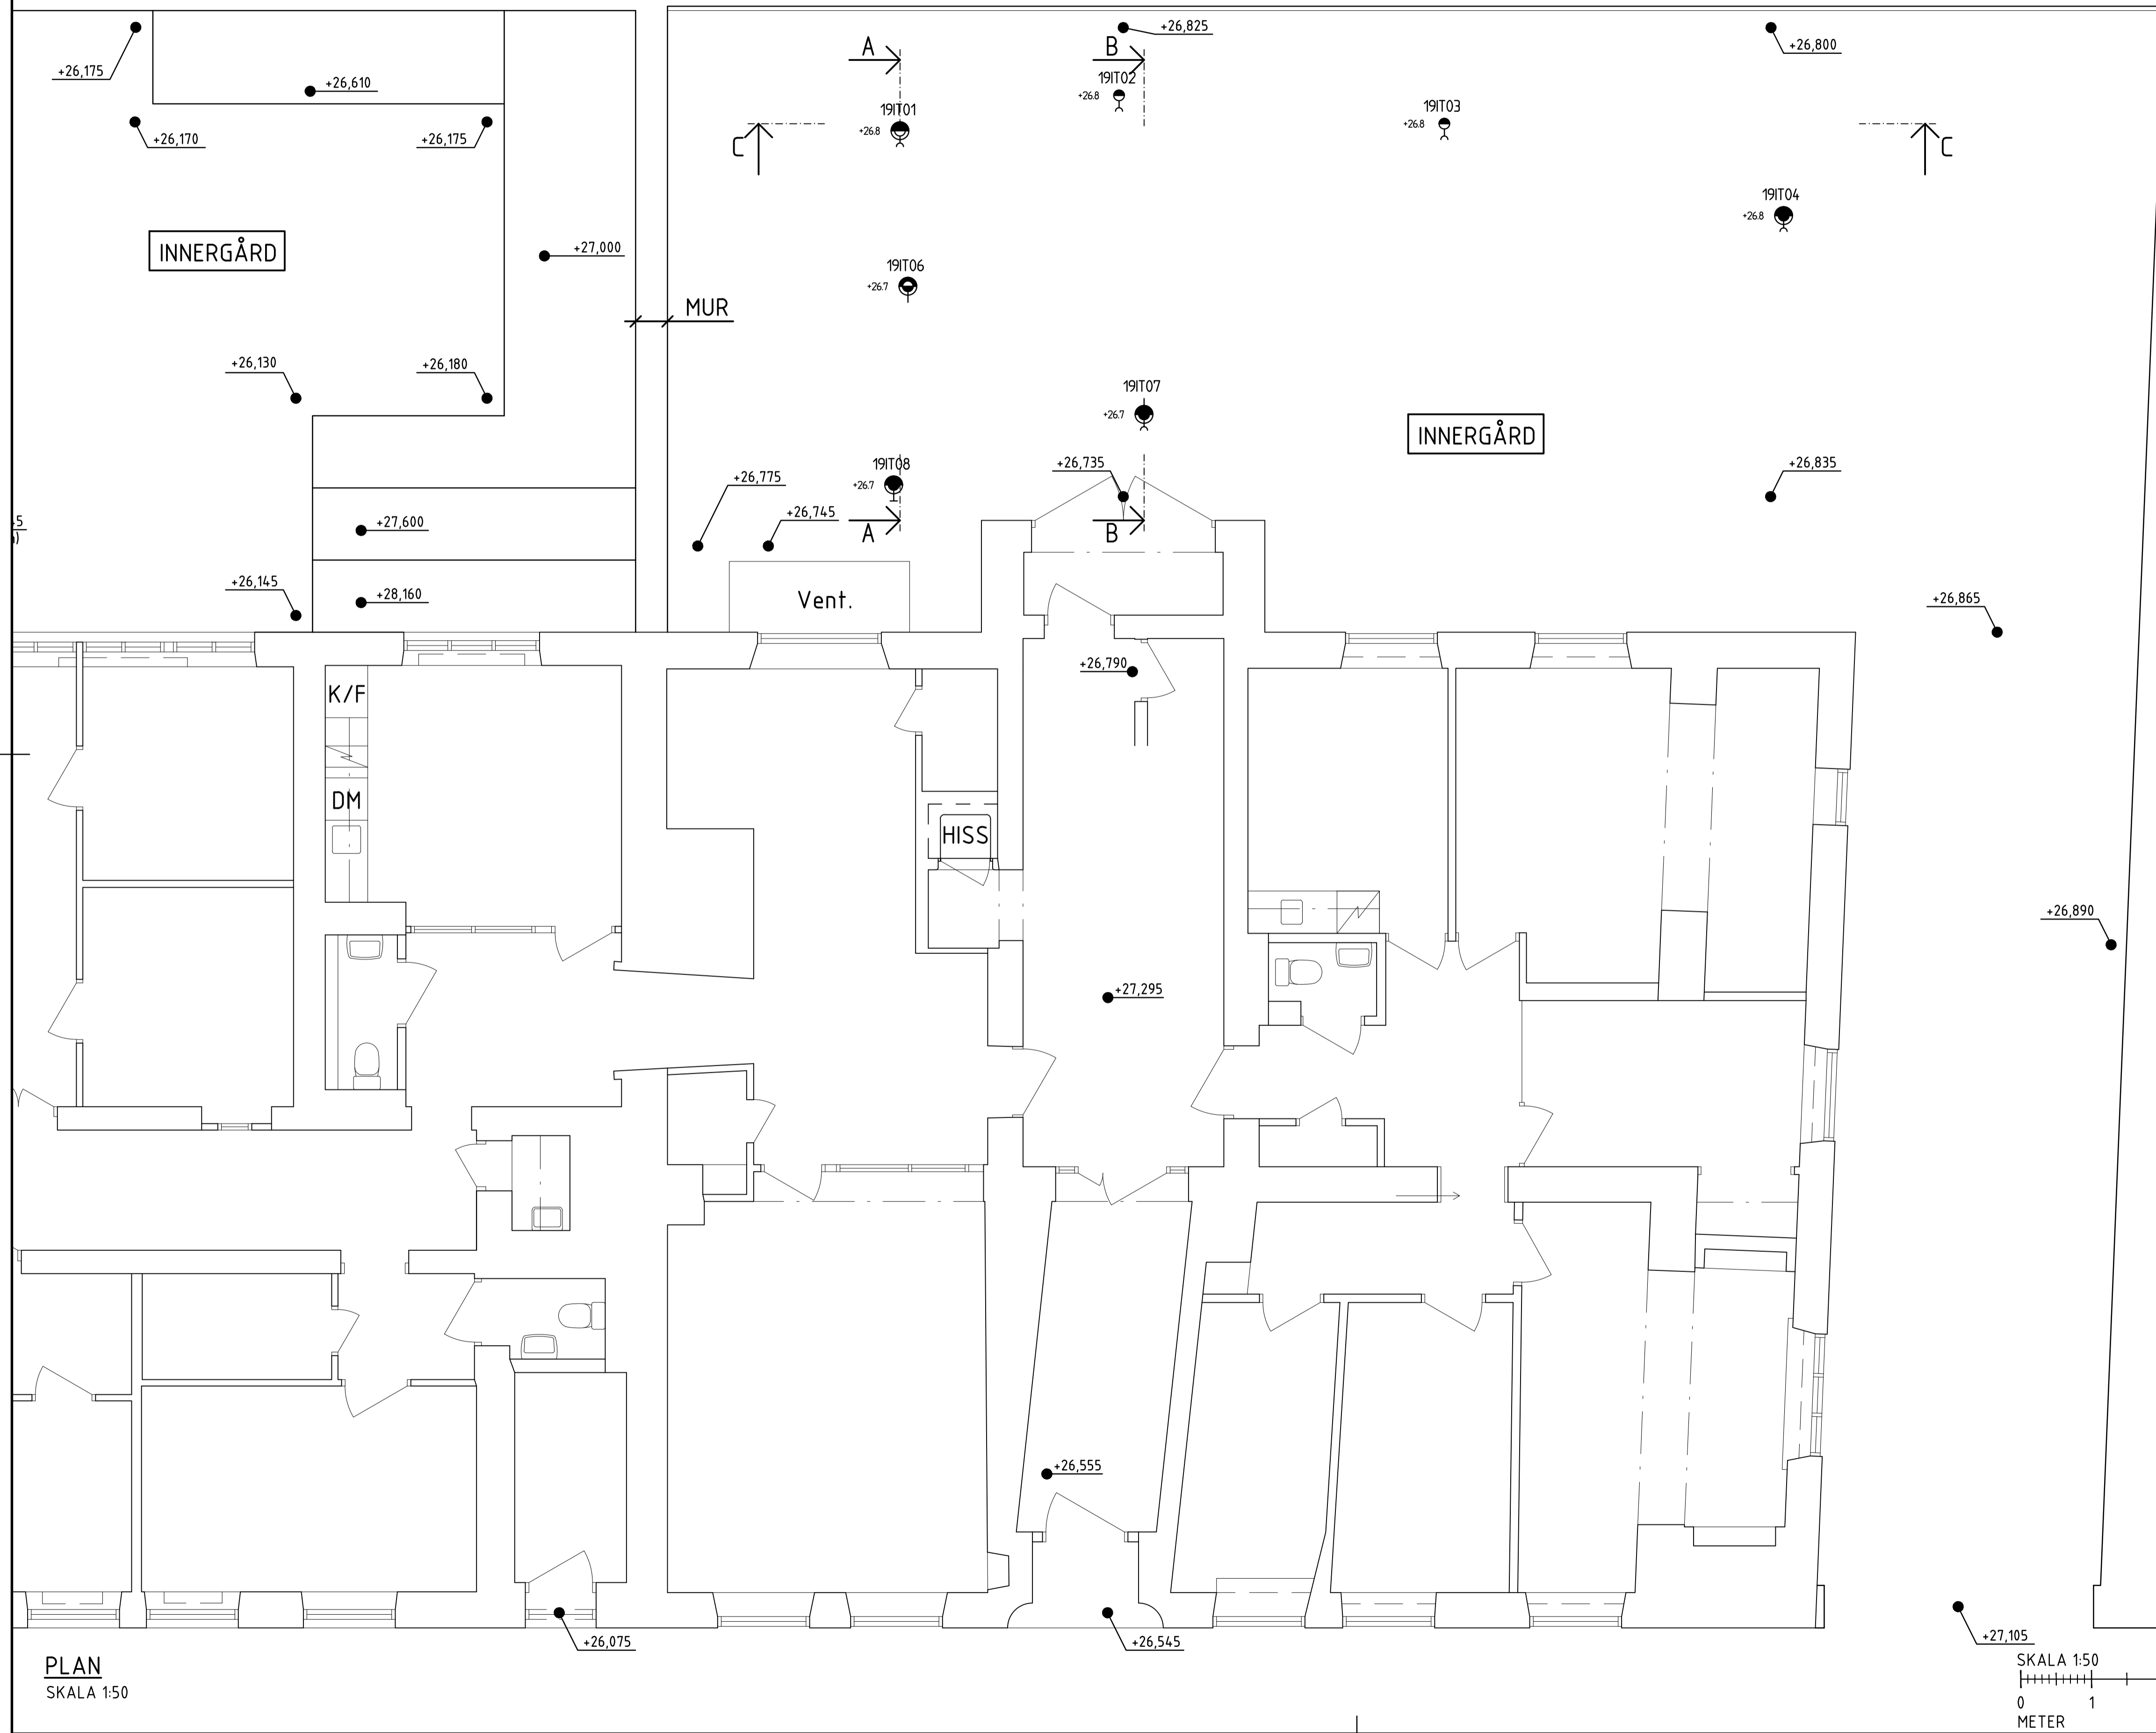 +26,825
A
B
+26,800
+26,175
19IT02
+26,610
+26.8
19IT01
19IT03
+26.8
+26.8
+26,170
+26,175
C
C
19IT04
+26.8
INNERGÅRD
+27,000
19IT06
+26.7
MUR
+26,130
+26,180
19IT07
+26.7
INNERGÅRD
19IT08
+26,735
+26,835
+26,775
+26.7
+26,745
+27,600
A
B
+26,145
+28,160
Vent.
+26,865
+26,790
K/F
DM
HISS
+26,890
+27,295
+26,555
+26,075
+26,545
+27,105
PLAN
SKALA 1:50
SKALA 1:50
0 1
METER